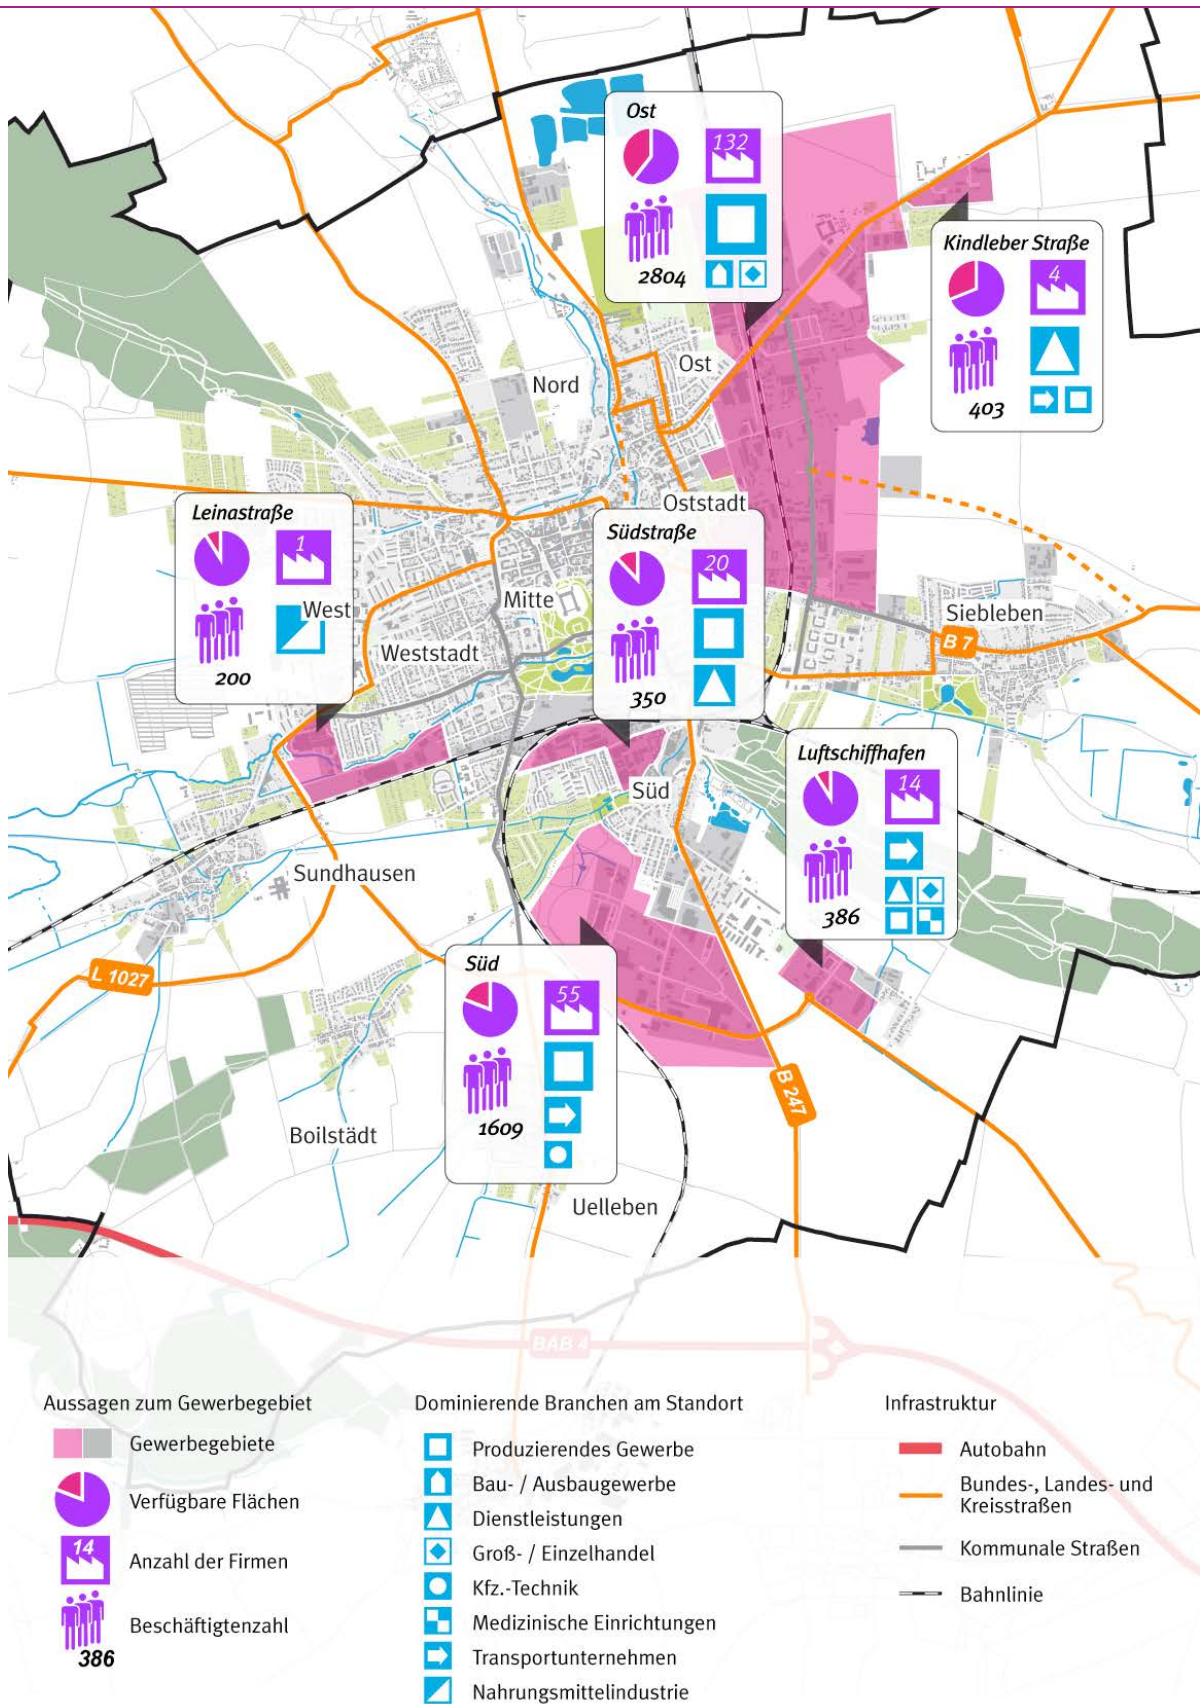 Ost
132
2804
Kindleber Straße
4
403
Ost
Nord
Oststadt
Leinastraße
1
West
200
Südstraße
20
350
Mitte
Weststadt
Siebleben
B 7
Luftschiffhafen
14
386
Süd
Sundhausen
L 1027
Süd
55
1609
B 247
Boilstädt
Uelleben
BAB 4
Aussagen zum Gewerbegebiet
Gewerbegebiete
Verfügbare Flächen
14
Anzahl der Firmen
Beschäftigtenzahl
386
Dominierende Branchen am Standort
Produzierendes Gewerbe
Bau- / Ausbaugewerbe
Dienstleistungen
Groß- / Einzelhandel
Kfz.-Technik
Medizinische Einrichtungen
Transportunternehmen
Nahrungsmittelindustrie
Infrastruktur
Autobahn
Bundes-, Landes- und
Kreisstraßen
Kommunale Straßen
Bahnlinie